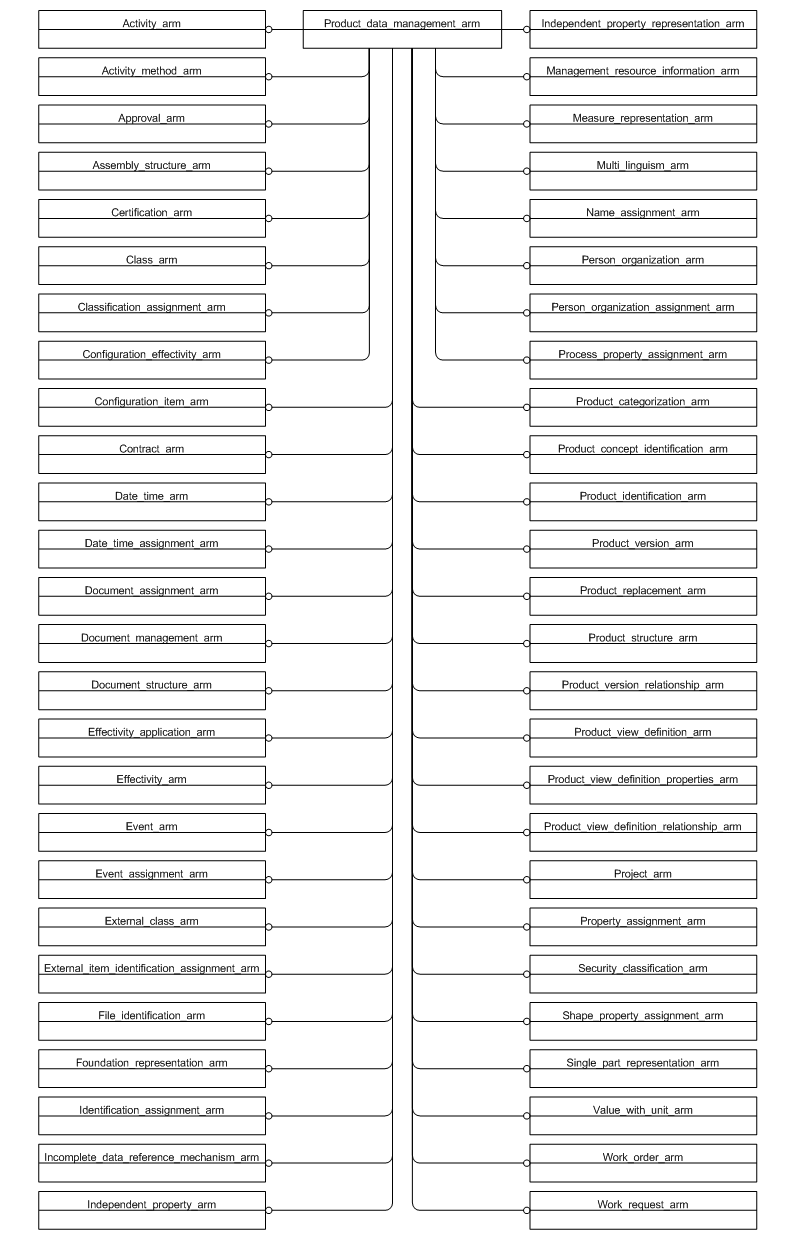 Activity_arm
Product_data_management_arm
Independent_property_representation_arm
Activity_method_arm
Management_resource_information_arm
Approval_arm
Measure_representation_arm
Assembly_structure_arm
Multi_linguism_arm
Certification_arm
Name_assignment_arm
Class_arm
Person_organization_arm
Classification_assignment_arm
Person_organization_assignment_arm
Configuration_effectivity_arm
Process_property_assignment_arm
Configuration_item_arm
Product_categorization_arm
Contract_arm
Product_concept_identification_arm
Date_time_arm
Product_identification_arm
Date_time_assignment_arm
Product_version_arm
Document_assignment_arm
Product_replacement_arm
Document_management_arm
Product_structure_arm
Document_structure_arm
Product_version_relationship_arm
Effectivity_application_arm
Product_view_definition_arm
Effectivity_arm
Product_view_definition_properties_arm
Event_arm
Product_view_definition_relationship_arm
Event_assignment_arm
Project_arm
External_class_arm
Property_assignment_arm
External_item_identification_assignment_arm
Security_classification_arm
File_identification_arm
Shape_property_assignment_arm
Foundation_representation_arm
Single_part_representation_arm
Identification_assignment_arm
Value_with_unit_arm
Incomplete_data_reference_mechanism_arm
Work_order_arm
Independent_property_arm
Work_request_arm